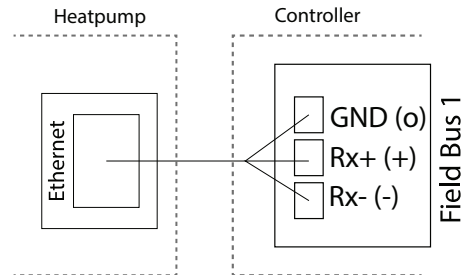 Heatpump
Controller
Ethernet
GND (o)
Rx+ (+)
Rx- (-)
Field Bus 1